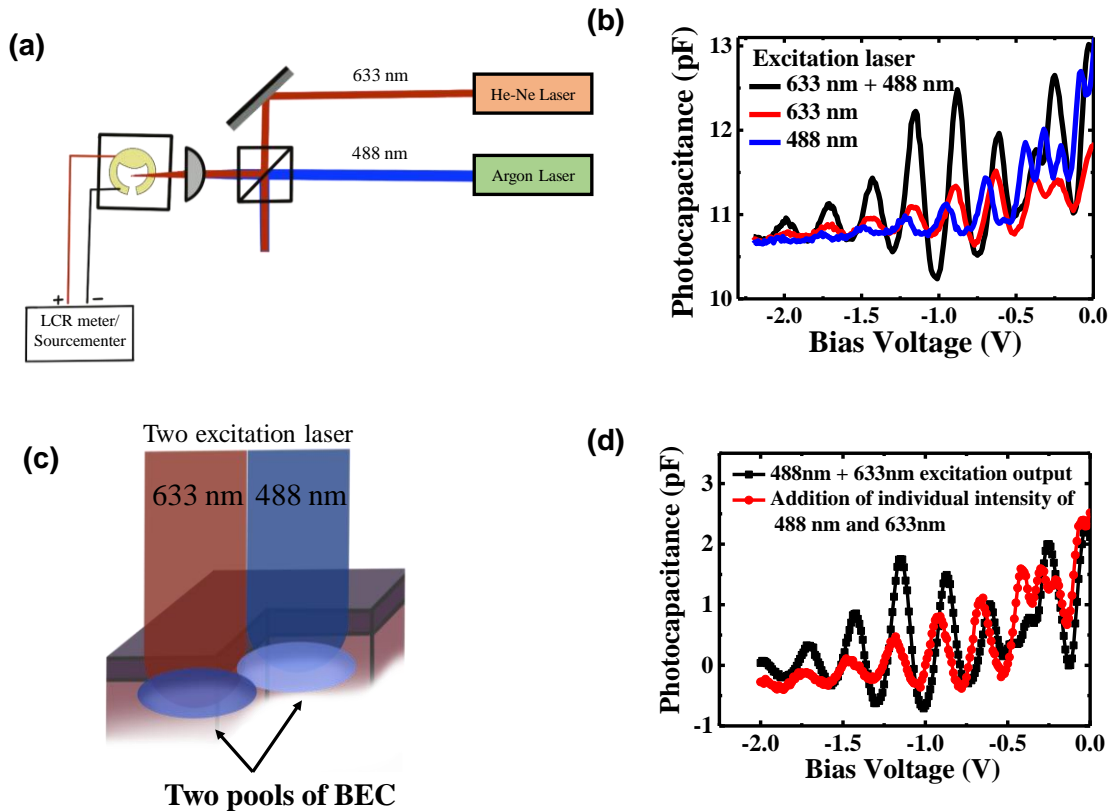 (a)
633 nm
He-Ne Laser
488 nm
Argon Laser
+ −
LCR meter/
Sourcementer
(b)
Photocapacitance (pF)
13
12
11
10
Excitation laser
633 nm + 488 nm
633 nm
488 nm
-2.0 -1.5 -1.0 -0.5 0.0
Bias Voltage (V)
(c)
Two excitation laser
633 nm 488 nm
Two pools of BEC
(d)
Photocapacitance (pF)
3
2
1
0
-1
488nm + 633nm excitation output
Addition of individual intensity of
488 nm and 633nm
-2.0 -1.5 -1.0 -0.5 0.0
Bias Voltage (V)